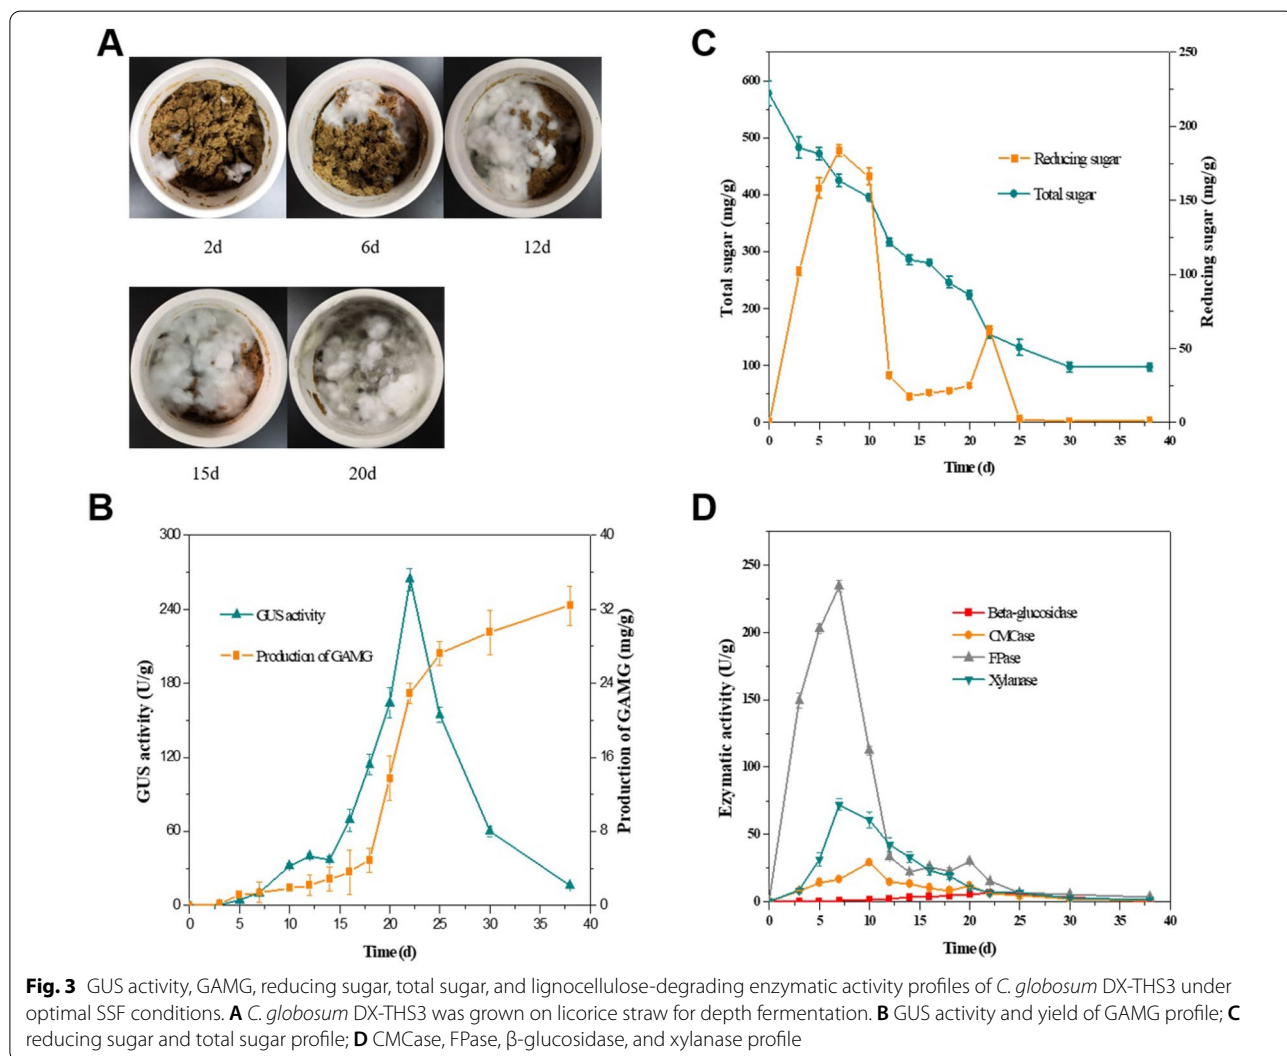 A
2d
6d
12d
15d
20d
B
300
240
180
120
60
0
GUS activity (U/g)
40
32
24
16
8
0
Production of GAMG (mg/g)
GUS activity
Production of GAMG
0 5 10 15 20 25 30 35 40
Time (d)
C
600
500
400
300
200
100
0
Total sugar (mg/g)
250
200
150
100
50
0
Reducing sugar (mg/g)
Reducing sugar
Total sugar
0 5 10 15 20 25 30 35 40
Time (d)
D
250
200
150
100
50
0
Ezymatic activity (U/g)
Beta-glucosidase
CMCase
FPase
Xylanase
0 5 10 15 20 25 30 35 40
Time (d)
Fig. 3 GUS activity, GAMG, reducing sugar, total sugar, and lignocellulose-degrading enzymatic activity profiles of C. globosum DX-THS3 under
optimal SSF conditions. A C. globosum DX-THS3 was grown on licorice straw for depth fermentation. B GUS activity and yield of GAMG profile; C
reducing sugar and total sugar profile; D CMCase, FPase, β-glucosidase, and xylanase profile